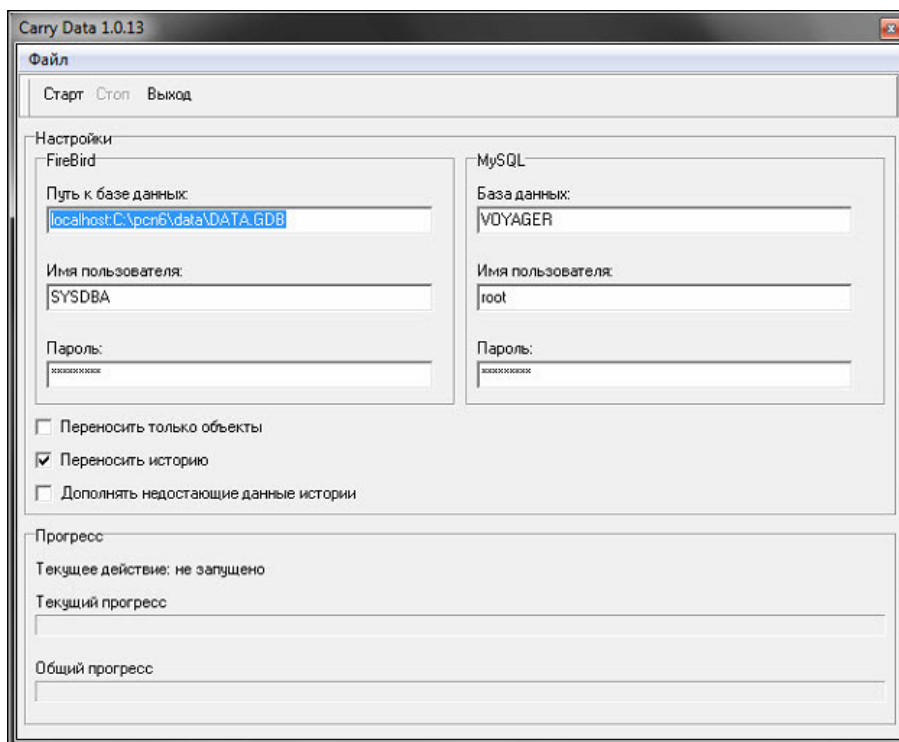 Carry Data 1.0.13
Файл
Старт Стоп Выход
Настройки
FireBird
Путь к базе данных:
localhost:C:\pcn6\data\DATA.GDB
Имя пользователя:
SYSDBA
Пароль:
*********
MySQL
База данных:
VOYAGER
Имя пользователя:
root
Пароль:
*********
Переносить только объекты
Переносить историю
Дополнять недостающие данные истории
Прогресс
Текущее действие: не запущено
Текущий прогресс
Общий прогресс